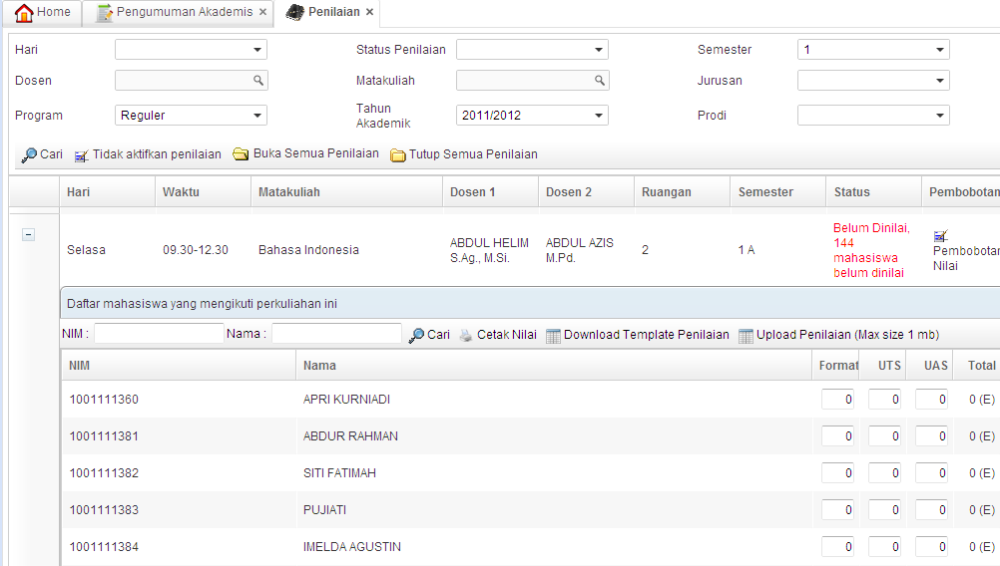 Home Pengumuman Akademis × Penilaian ×
Hari Status Penilaian Semester 1
Dosen Matakuliah Jurusan
Program Reguler Tahun Akademik 2011/2012 Prodi
Cari Tidak aktifkan penilaian Buka Semua Penilaian Tutup Semua Penilaian
Hari Waktu Matakuliah Dosen 1 Dosen 2 Ruangan Semester Status Pembobotan
Selasa 09.30-12.30 Bahasa Indonesia ABDUL HELIM S.Ag., M.Si. ABDUL AZIS M.Pd. 2 1 A Belum Dinilai, 144 mahasiswa belum dinilai Pembobotan Nilai
Daftar mahasiswa yang mengikuti perkuliahan ini
NIM : Nama : Cari Cetak Nilai Download Template Penilaian Upload Penilaian (Max size 1 mb)
NIM Nama Format UTS UAS Total
1001111360 APRI KURNIADI 0 0 0 0 (E)
1001111381 ABDUR RAHMAN 0 0 0 0 (E)
1001111382 SITI FATIMAH 0 0 0 0 (E)
1001111383 PUJIATI 0 0 0 0 (E)
1001111384 IMELDA AGUSTIN 0 0 0 0 (E)